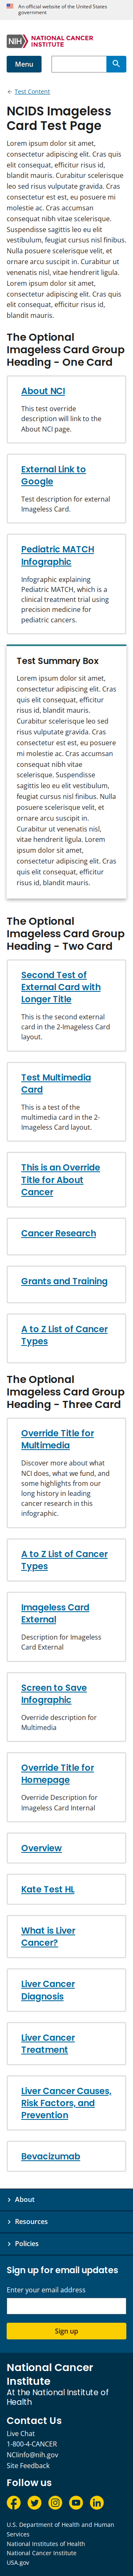 An official website of the United States
government
NIH
NATIONAL CANCER
INSTITUTE
Menu
Test Content
NCIDS Imageless
Card Test Page
Lorem ipsum dolor sit amet,
consectetur adipiscing elit. Cras
quis elit consequat, efficitur
risus id, blandit mauris.
Curabitur scelerisque
leo sed risus vulputate gravida. Cras
consectetur est a ex, eu posuere
mi molestie ac. Cras accumsan
consequat nibh vitae scelerisque.
Suspendisse sagittis leo eu elit
vestibulum, feugiat cursus nisl finibus.
Nulla posuere scelerisque velit, et
ornare arcu suscipit in. Curabitur ut
venenatis nisl, vitae hendrerit ligula.
Lorem ipsum dolor sit amet,
consectetur adipiscing elit. Cras quis
elit consequat, efficitur risus id,
blandit mauris.
The Optional
Imageless Card Group
Heading - One Card
About NCI
This test override
description will link to the
About NCI page.
External Link to
Google
Test description for external
Imageless Card.
Pediatric MATCH
Infographic
Infographic explaining
Pediatric MATCH, which is a
clinical treatment trial using
precision medicine for
pediatric cancers.
Test Summary Box
Lorem ipsum dolor sit amet,
consectetur adipiscing elit. Cras
quis elit consequat, efficitur
risus id, blandit mauris.
Curabitur scelerisque leo sed
risus vulputate gravida. Cras
consectetur est a ex, eu posuere
mi molestie ac. Cras accumsan
consequat nibh vitae
scelerisque. Suspendisse
sagittis leo eu elit vestibulum,
feugiat cursus nisl finibus. Nulla
posuere scelerisque velit, et
ornare arcu suscipit in.
Curabitur ut venenatis nisl,
vitae hendrerit ligula. Lorem
ipsum dolor sit amet,
consectetur adipiscing elit. Cras
quis elit consequat, efficitur
risus id, blandit mauris.
The Optional
Imageless Card Group
Heading - Two Card
Second Test of
External Card with
Longer Title
This is the second external
card in the 2-Imageless Card
layout.
Test Multimedia
Card
This is a test of the
multimedia card in the 2-
Imageless Card layout.
This is an Override
Title for About
Cancer
Cancer Research
Grants and Training
A to Z List of Cancer
Types
The Optional
Imageless Card Group
Heading - Three Card
Override Title for
Multimedia
Discover more about what
NCI does, what we fund, and
some highlights from our
long history in leading
cancer research in this
infographic.
A to Z List of Cancer
Types
Imageless Card
External
Description for Imageless
Card External
Screen to Save
Infographic
Override description for
Multimedia
Override Title for
Homepage
Override Description for
Imageless Card Internal
Overview
Kate Test HL
What is Liver
Cancer?
Liver Cancer
Diagnosis
Liver Cancer
Treatment
Liver Cancer Causes,
Risk Factors, and
Prevention
Bevacizumab
About
Resources
Policies
Sign up for email updates
Enter your email address
Sign up
National Cancer
Institute
At the National Institute of
Health
Contact Us
Live Chat
1-800-4-CANCER
NCIinfo@nih.gov
Site Feedback
Follow us
U.S. Department of Health and Human
Services
National Institutes of Health
National Cancer Institute
USA.gov